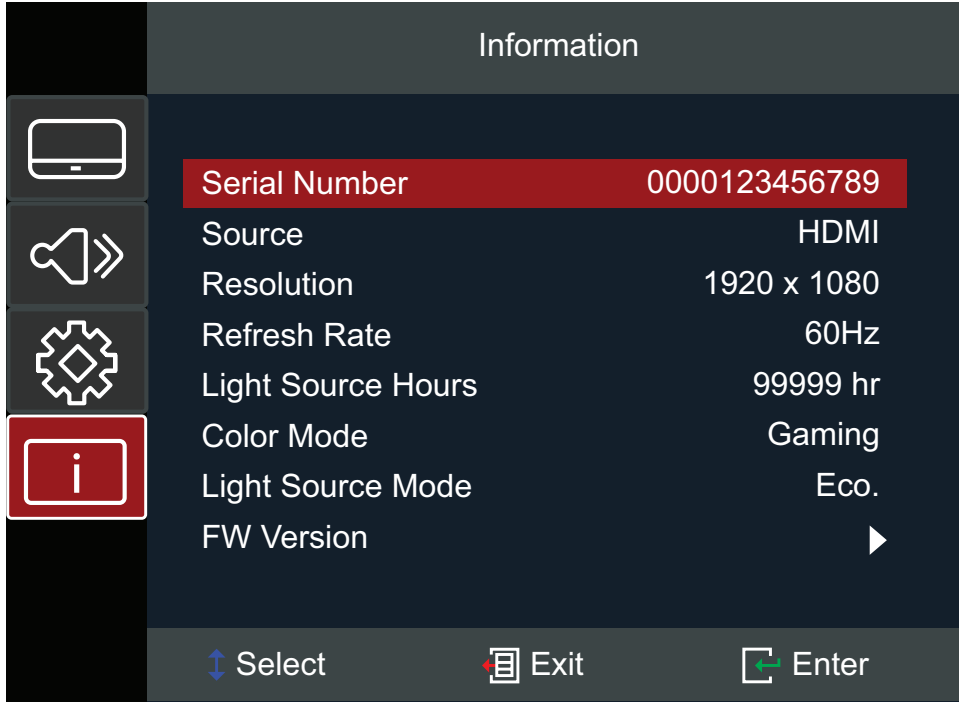 Information
Serial Number 0000123456789
Source HDMI
Resolution 1920 x 1080
Refresh Rate 60Hz
Light Source Hours 99999 hr
Color Mode Gaming
Light Source Mode Eco.
FW Version
Select Exit Enter